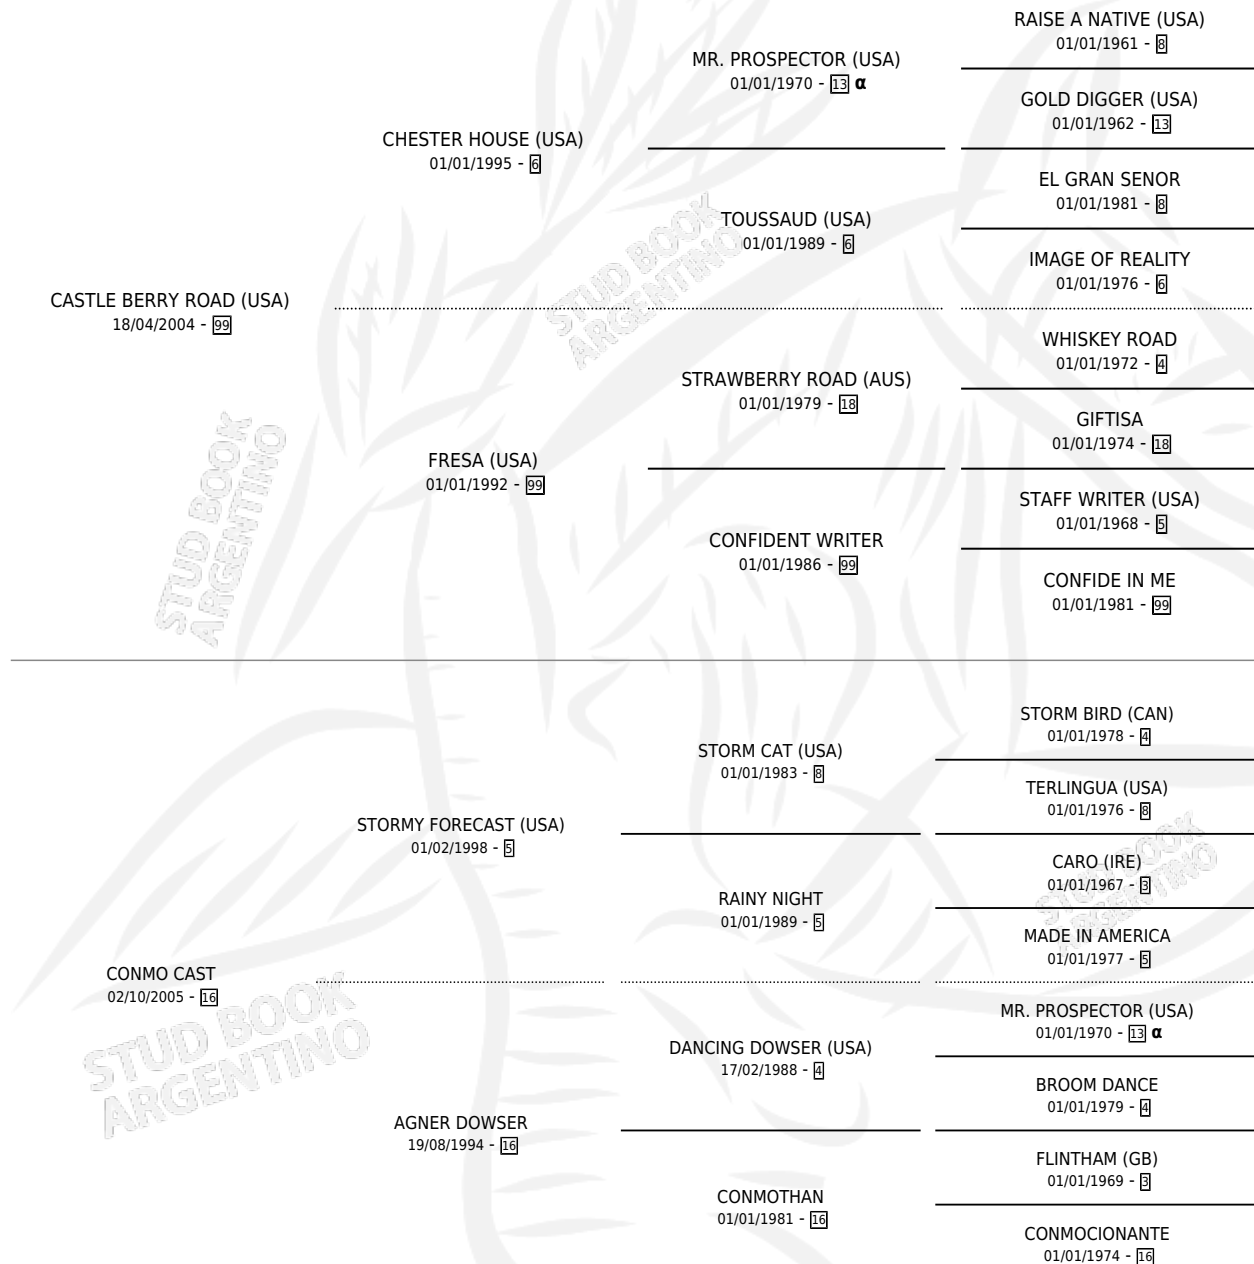 RAISE A NATIVE (USA)
01/01/1961 - 8
MR. PROSPECTOR (USA)
01/01/1970 - 13 α
GOLD DIGGER (USA)
01/01/1962 - 13
CHESTER HOUSE (USA)
01/01/1995 - 6
EL GRAN SENOR
01/01/1981 - 8
TOUSSAUD (USA)
01/01/1989 - 6
IMAGE OF REALITY
01/01/1976 - 6
CASTLE BERRY ROAD (USA)
18/04/2004 - 99
STUD BOOK
ARGENTINO
WHISKEY ROAD
01/01/1972 - 4
STRAWBERRY ROAD (AUS)
01/01/1979 - 18
GIFTISA
01/01/1974 - 18
FRESA (USA)
01/01/1992 - 99
STAFF WRITER (USA)
01/01/1968 - 5
CONFIDENT WRITER
01/01/1986 - 99
CONFIDE IN ME
01/01/1981 - 99
STUD BOOK
ARGENTINO
STORM BIRD (CAN)
01/01/1978 - 4
STORM CAT (USA)
01/01/1983 - 8
TERLINGUA (USA)
01/01/1976 - 8
STORMY FORECAST (USA)
01/02/1998 - 5
CARO (IRE)
01/01/1967 - 3
RAINY NIGHT
01/01/1989 - 5
STUD BOOK
ARGENTINO
MADE IN AMERICA
01/01/1977 - 5
CONMO CAST
02/10/2005 - 16
STUD BOOK
ARGENTINO
MR. PROSPECTOR (USA)
01/01/1970 - 13 α
DANCING DOWSER (USA)
17/02/1988 - 4
BROOM DANCE
01/01/1979 - 4
AGNER DOWSER
19/08/1994 - 16
FLINTHAM (GB)
01/01/1969 - 3
CONMOTHAN
01/01/1981 - 16
CONMOCIONANTE
01/01/1974 - 16